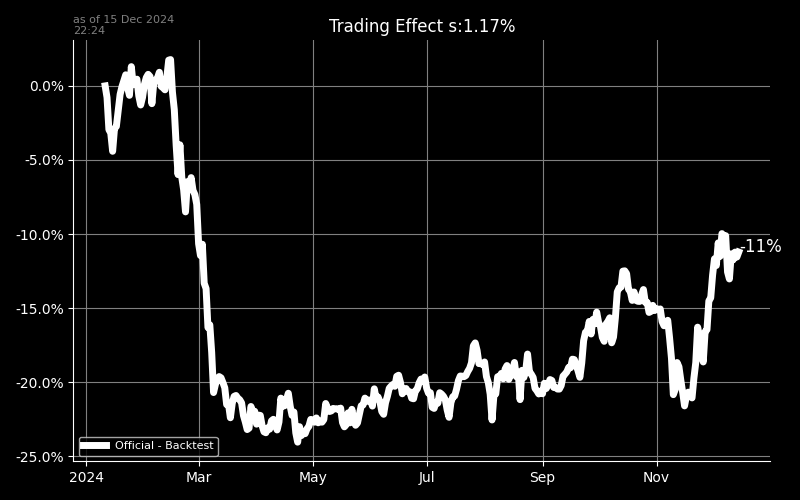 as of 15 Dec 2024
22:24
Trading Effect s:1.17%
0.0%
-5.0%
-10.0%
-11%
-15.0%
-20.0%
-25.0%
Official - Backtest
2024 Mar May Jul Sep Nov